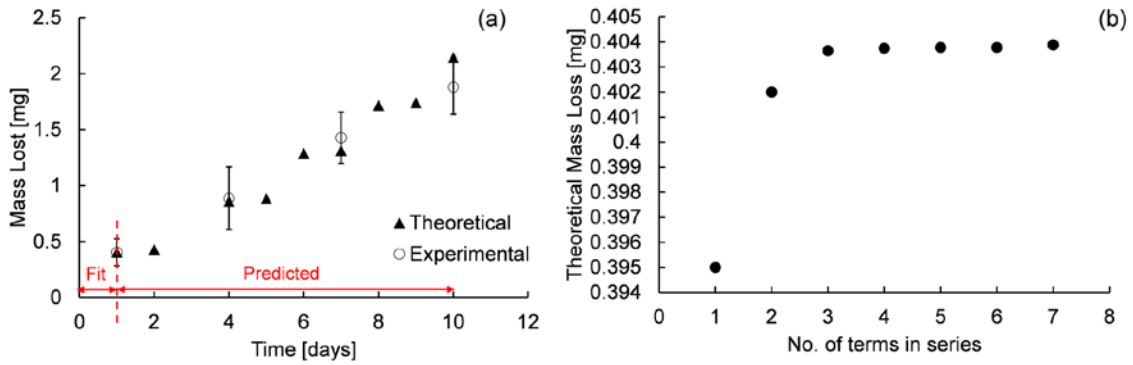 (a)
Mass Lost [mg]
2.5
2
1.5
1
0.5
0
Theoretical
Experimental
Fit
Predicted
0 2 4 6 8 10 12
Time [days]
(b)
Theoretical Mass Loss [mg]
0.405
0.404
0.403
0.402
0.401
0.4
0.399
0.398
0.397
0.396
0.395
0.394
0 1 2 3 4 5 6 7 8
No. of terms in series